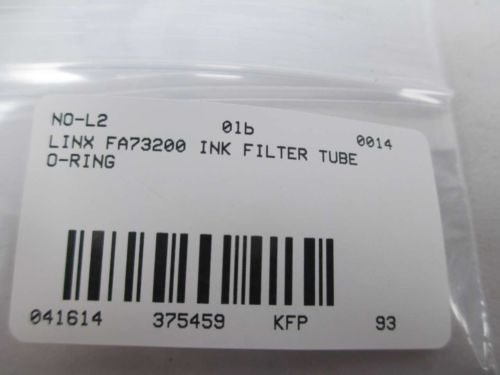 NO-L2 01b 0014
LINX FA73200 INK FILTER TUBE
O-RING
041614 375459 KFP 93